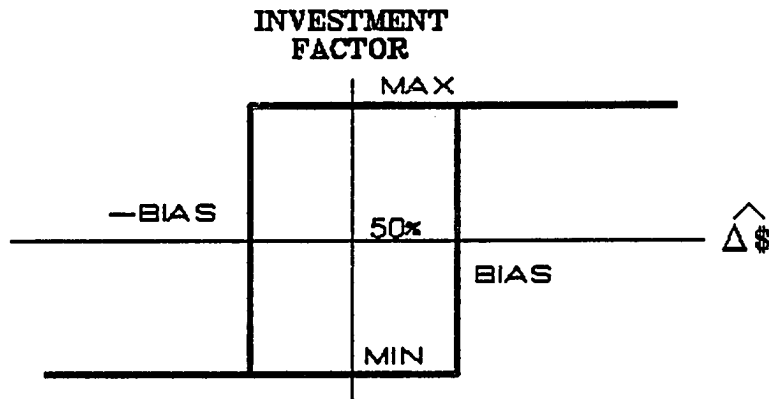 INVESTMENT
FACTOR
MAX
—BIAS
50%
Δ$̂
BIAS
MIN